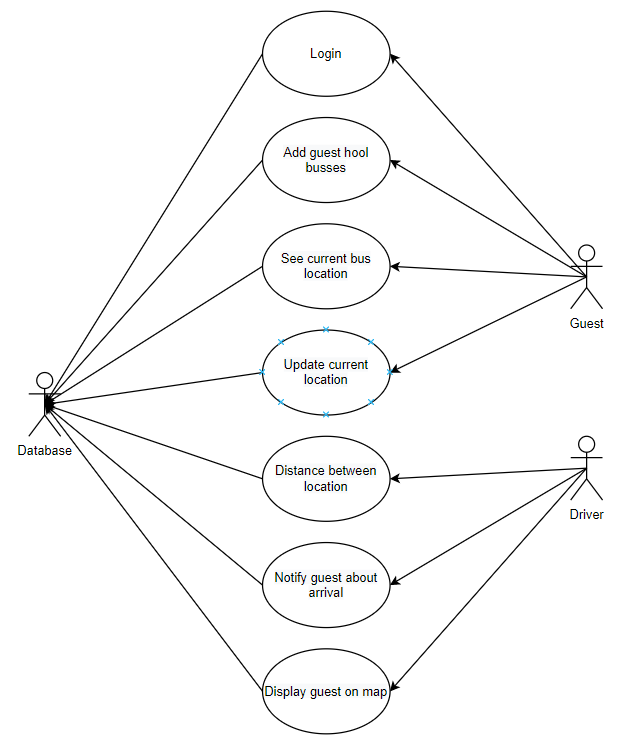 Login
Add guest hool
busses
See current bus
location
Guest
Update current
location
Database
Distance between
location
Driver
Notify guest about
arrival
Display guest on map